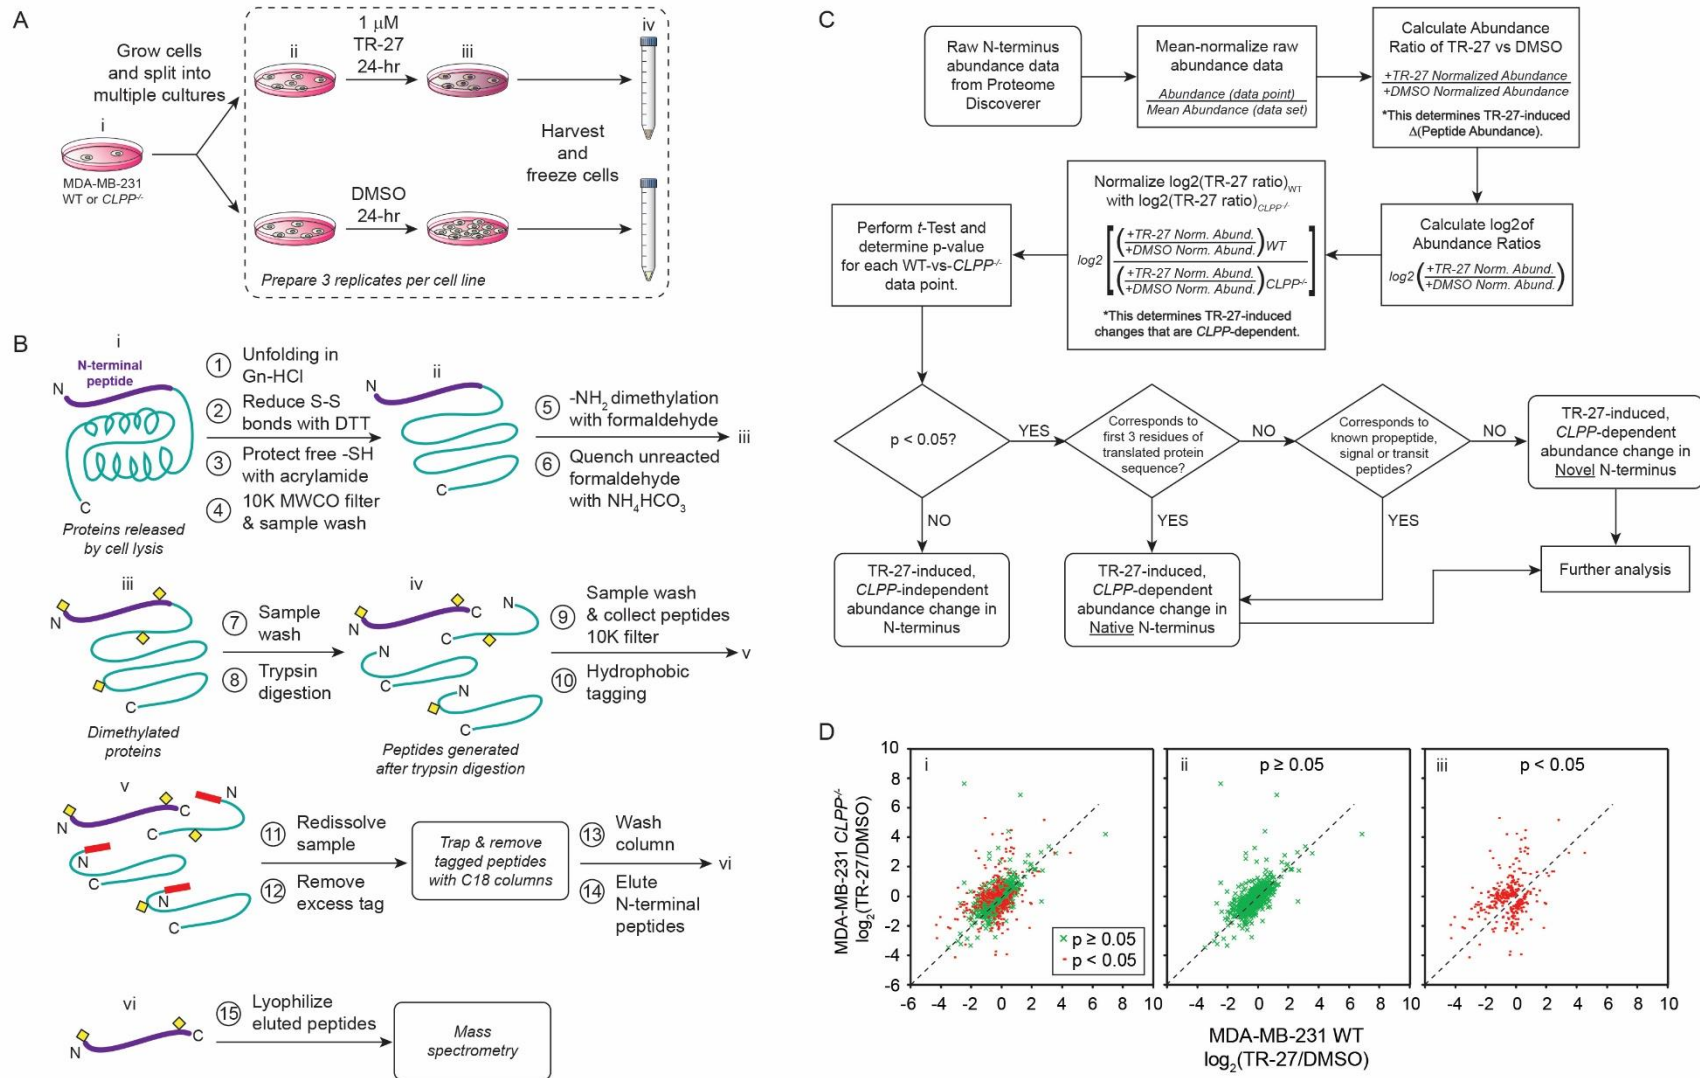 A
Grow cells
and split into
multiple cultures
i
MDA-MB-231
WT or CLPP-/-
ii
1 μM
TR-27
24-hr
iii
iv
Harvest
and
freeze cells
DMSO
24-hr
Prepare 3 replicates per cell line
B
i
N-terminal
peptide
N
C
Proteins released
by cell lysis
1 Unfolding in
Gn-HCl
2 Reduce S-S
bonds with DTT
3 Protect free -SH
with acrylamide
4 10K MWCO filter
& sample wash
ii
N
C
5 -NH2 dimethylation
with formaldehyde
6 Quench unreacted
formaldehyde
with NH4HCO3
iii
iii
N
C
Dimethylated
proteins
7 Sample
wash
8 Trypsin
digestion
iv
N
C
N
C
N
C
N
C
Peptides generated
after trypsin digestion
9 Sample wash
& collect peptides
10K filter
10 Hydrophobic
tagging
v
v
N
C
N
C
N
C
N
C
11 Redissolve
sample
12 Remove
excess tag
Trap & remove
tagged peptides
with C18 columns
13 Wash
column
14 Elute
N-terminal
peptides
vi
vi
N
C
15 Lyophilize
eluted peptides
Mass
spectrometry
C
Raw N-terminus
abundance data
from Proteome
Discoverer
Mean-normalize raw
abundance data
Abundance (data point)
Mean Abundance (data set)
Calculate Abundance
Ratio of TR-27 vs DMSO
+TR-27 Normalized Abundance
+DMSO Normalized Abundance
*This determines TR-27-induced
Δ(Peptide Abundance).
Calculate log2of
Abundance Ratios
log2(+TR-27 Norm. Abund.
+DMSO Norm. Abund.)
Normalize log2(TR-27 ratio)WT
with log2(TR-27 ratio)CLPP-/-
log2[(+TR-27 Norm. Abund.
+DMSO Norm. Abund.)WT
(+TR-27 Norm. Abund.
+DMSO Norm. Abund.)CLPP-/-]
*This determines TR-27-induced
changes that are CLPP-dependent.
Perform t-Test and
determine p-value
for each WT-vs-CLPP-/-
data point.
p < 0.05?
YES
NO
Corresponds to
first 3 residues of
translated protein
sequence?
NO
YES
Corresponds to
known propeptide,
signal or transit
peptides?
NO
YES
TR-27-induced,
CLPP-dependent
abundance change in
Novel N-terminus
TR-27-induced,
CLPP-independent
abundance change in
N-terminus
TR-27-induced,
CLPP-dependent
abundance change in
Native N-terminus
Further analysis
D
MDA-MB-231 CLPP-/-
log2(TR-27/DMSO)
10
8
6
4
2
0
-2
-4
-6
i
× p ≥ 0.05
- p < 0.05
-6 -4 -2 0 2 4 6 8 10
ii
p ≥ 0.05
-6 -4 -2 0 2 4 6 8 10
iii
p < 0.05
-6 -4 -2 0 2 4 6 8 10
MDA-MB-231 WT
log2(TR-27/DMSO)